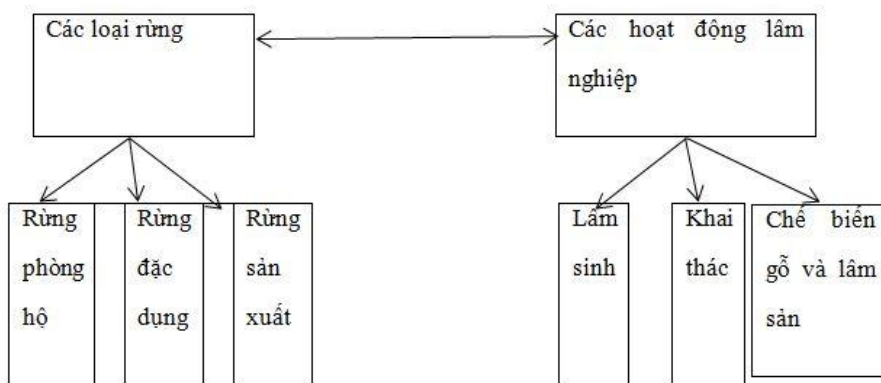 Các loại rừng
Các hoạt động lâm
nghiệp
Rừng
phòng
hộ
Rừng
đặc
dụng
Rừng
sản
xuất
Lâm
sinh
Khai
thác
Chế biến
gỗ và lâm
sản